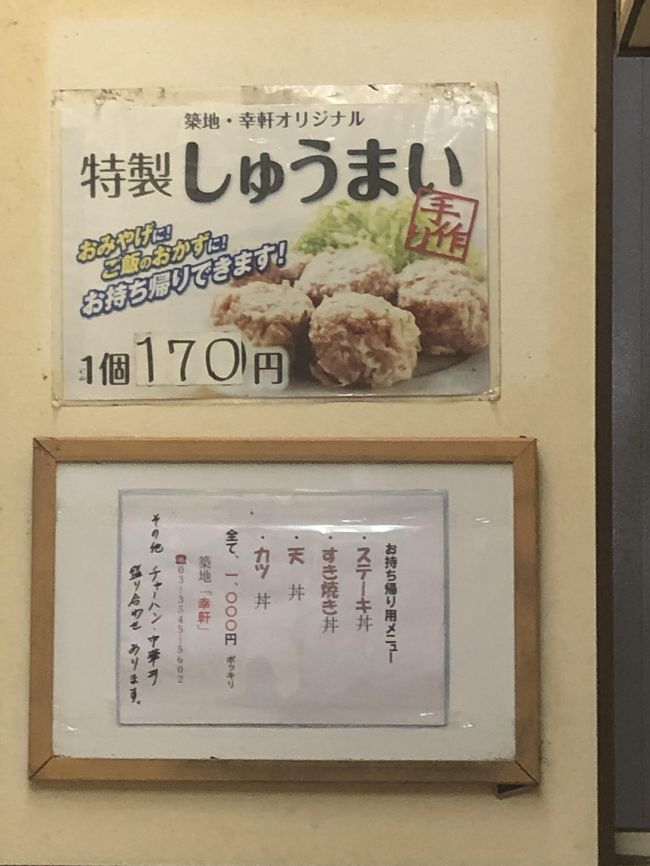 築地・幸軒オリジナル
特製しゅうまい
手作り
おみやげに！
ご飯のおかずに！
お持ち帰りできます！
1個170円
お持ち帰り用メニュー
・ステーキ丼
・すき焼き丼
・天丼
・カツ丼
全て、一、〇〇〇円 ポッキリ
築地「幸軒」
☎03-3545-5602
その他 チャーハン・中華丼
盛り合わせ あります。